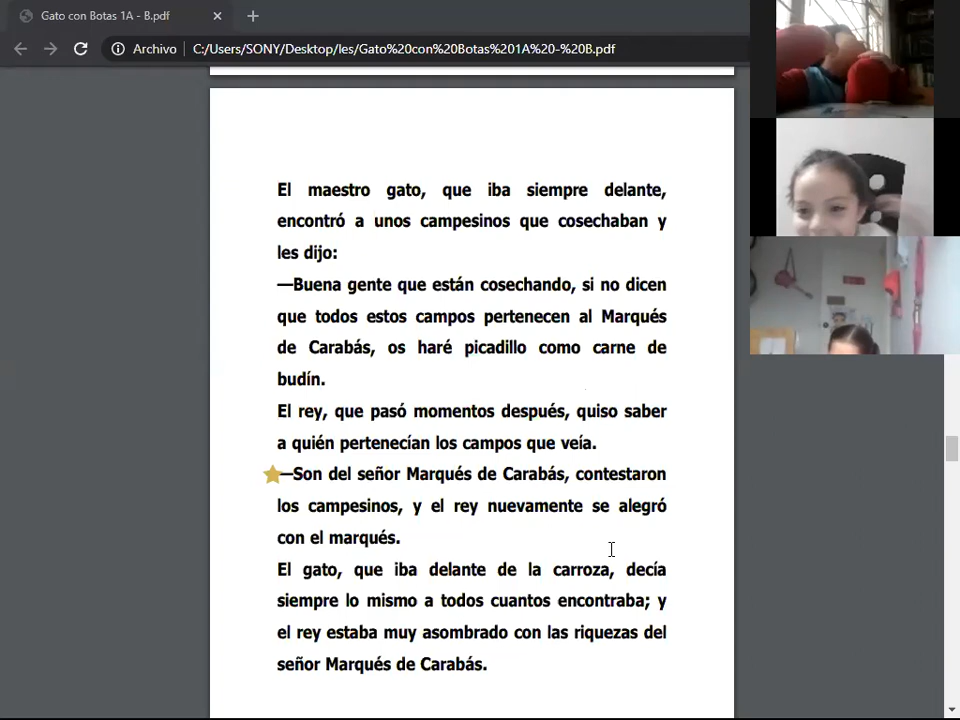 Gato con Botas 1A - B.pdf
Archivo C:/Users/SONY/Desktop/les/Gato%20con%20Botas%201A%20-%20B.pdf
El maestro gato, que iba siempre delante,
encontró a unos campesinos que cosechaban y
les dijo:
—Buena gente que están cosechando, si no dicen
que todos estos campos pertenecen al Marqués
de Carabás, os haré picadillo como carne de
budín.
El rey, que pasó momentos después, quiso saber
a quién pertenecían los campos que veía.
—Son del señor Marqués de Carabás, contestaron
los campesinos, y el rey nuevamente se alegró
con el marqués.
El gato, que iba delante de la carroza, decía
siempre lo mismo a todos cuantos encontraba; y
el rey estaba muy asombrado con las riquezas del
señor Marqués de Carabás.